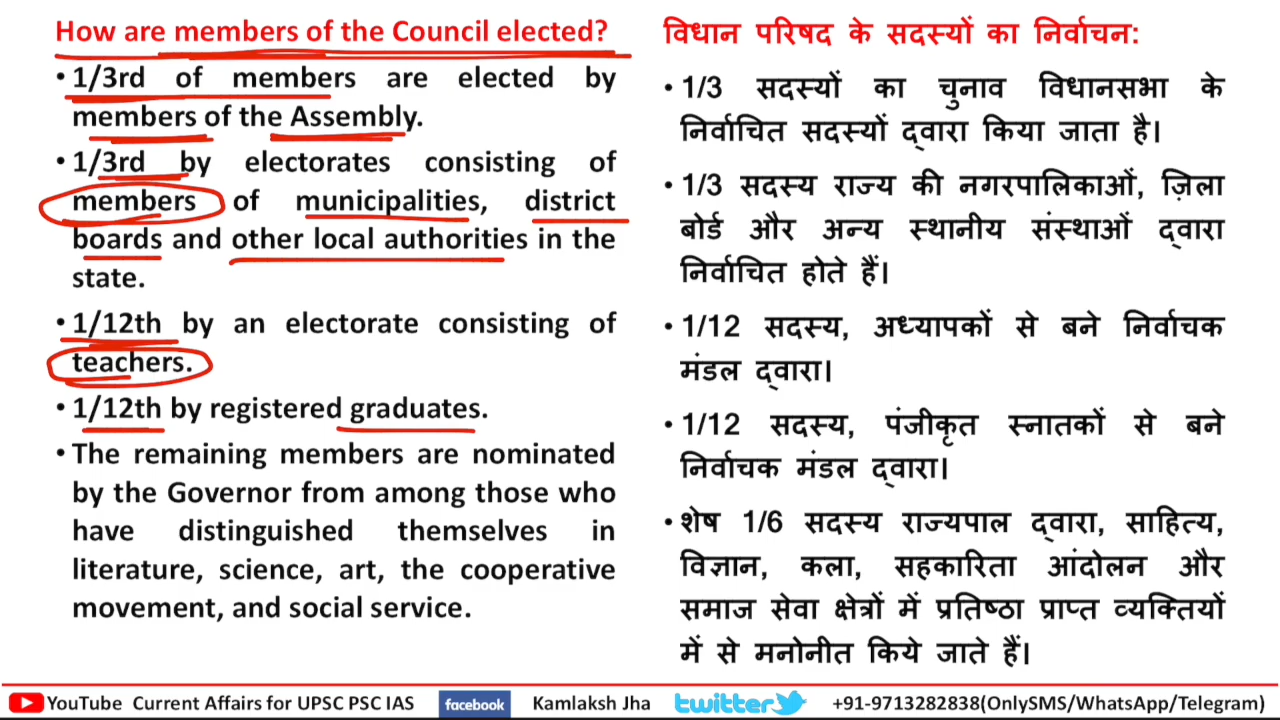 How are members of the Council elected?
• 1/3rd of members are elected by
members of the Assembly.
• 1/3rd by electorates consisting of
members of municipalities, district
boards and other local authorities in the
state.
• 1/12th by an electorate consisting of
teachers.
• 1/12th by registered graduates.
• The remaining members are nominated
by the Governor from among those who
have distinguished themselves in
literature, science, art, the cooperative
movement, and social service.
विधान परिषद के सदस्यों का निर्वाचन:
• 1/3 सदस्यों का चुनाव विधानसभा के
निर्वाचित सदस्यों द्वारा किया जाता है।
• 1/3 सदस्य राज्य की नगरपालिकाओं, ज़िला
बोर्ड और अन्य स्थानीय संस्थाओं द्वारा
निर्वाचित होते हैं।
• 1/12 सदस्य, अध्यापकों से बने निर्वाचक
मंडल द्वारा।
• 1/12 सदस्य, पंजीकृत स्नातकों से बने
निर्वाचक मंडल द्वारा।
• शेष 1/6 सदस्य राज्यपाल द्वारा, साहित्य,
विज्ञान, कला, सहकारिता आंदोलन और
समाज सेवा क्षेत्रों में प्रतिष्ठा प्राप्त व्यक्तियों
में से मनोनीत किये जाते हैं।
YouTube Current Affairs for UPSC PSC IAS facebook Kamlaksh Jha twitter +91-9713282838(OnlySMS/WhatsApp/Telegram)